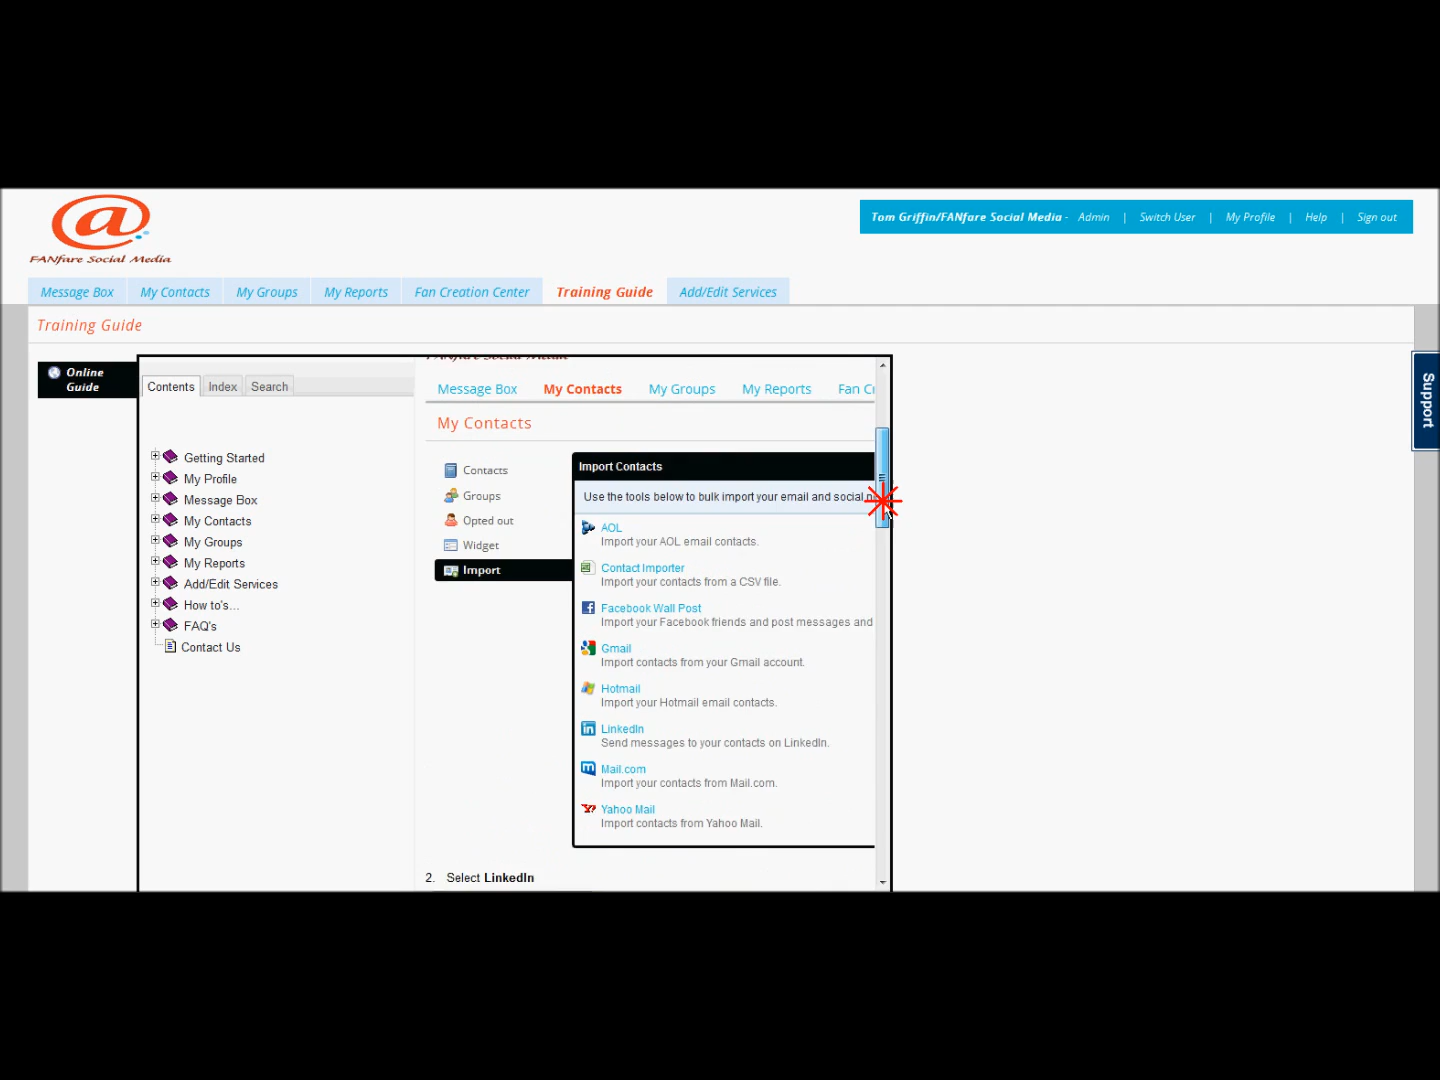 @
FANfare Social Media
Tom Griffin/FANfare Social Media - Admin | Switch User | My Profile | Help | Sign out
Message Box My Contacts My Groups My Reports Fan Creation Center Training Guide Add/Edit Services
Training Guide
Online
Guide
Contents Index Search
Getting Started
My Profile
Message Box
My Contacts
My Groups
My Reports
Add/Edit Services
How to's...
FAQ's
Contact Us
Message Box My Contacts My Groups My Reports Fan
My Contacts
Contacts
Groups
Opted out
Widget
Import
Import Contacts
Use the tools below to bulk import your email and social
AOL
Import your AOL email contacts.
Contact Importer
Import your contacts from a CSV file.
Facebook Wall Post
Import your Facebook friends and post messages and
Gmail
Import contacts from your Gmail account.
Hotmail
Import your Hotmail email contacts.
LinkedIn
Send messages to your contacts on LinkedIn.
Mail.com
Import your contacts from Mail.com.
Yahoo Mail
Import contacts from Yahoo Mail.
2. Select LinkedIn
Support